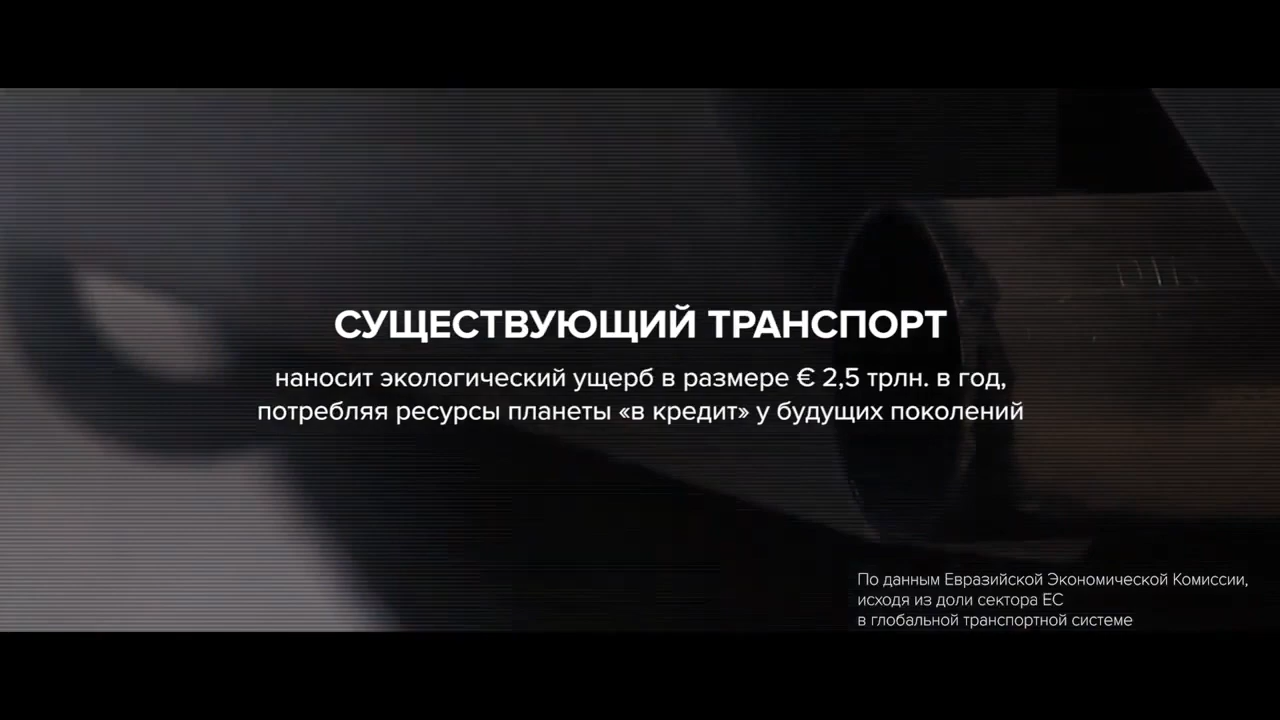 СУЩЕСТВУЮЩИЙ ТРАНСПОРТ
наносит экологический ущерб в размере € 2,5 трлн. в год,
потребляя ресурсы планеты «в кредит» у будущих поколений
По данным Евразийской Экономической Комиссии,
исходя из доли сектора ЕС
в глобальной транспортной системе